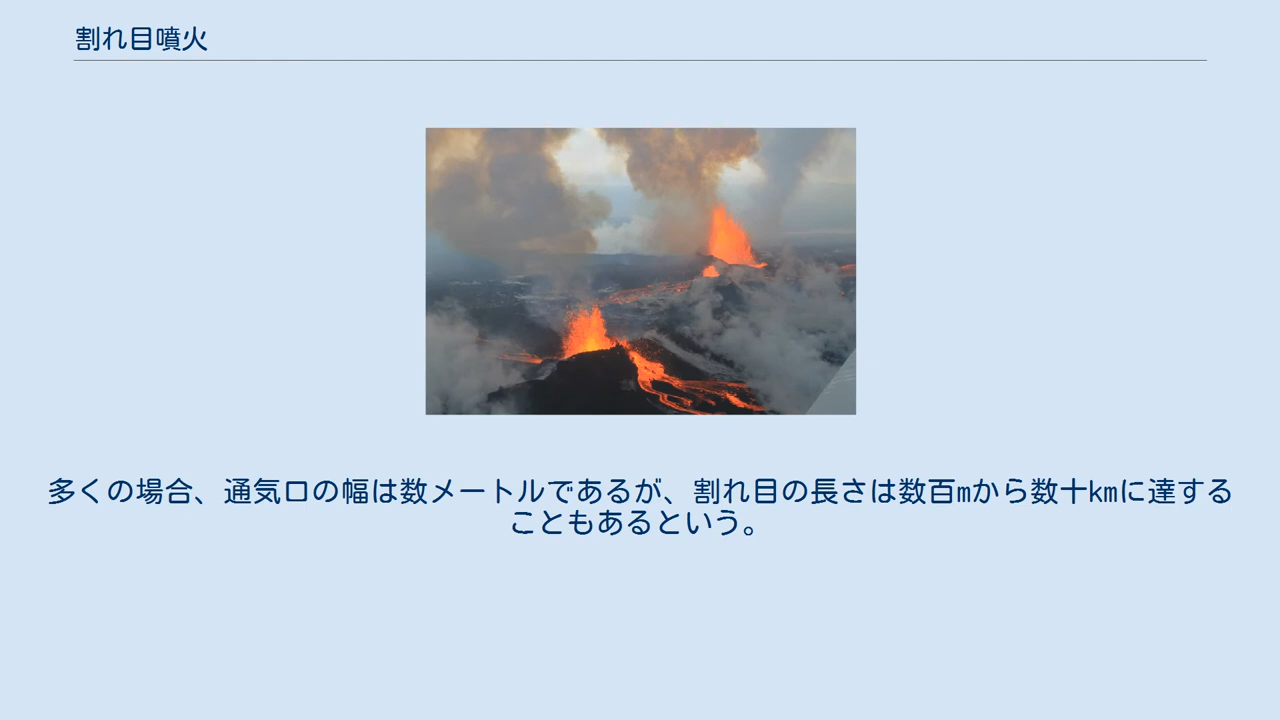 割れ目噴火
多くの場合、通気口の幅は数メートルであるが、割れ目の長さは数百mから数十kmに達する
こともあるという。